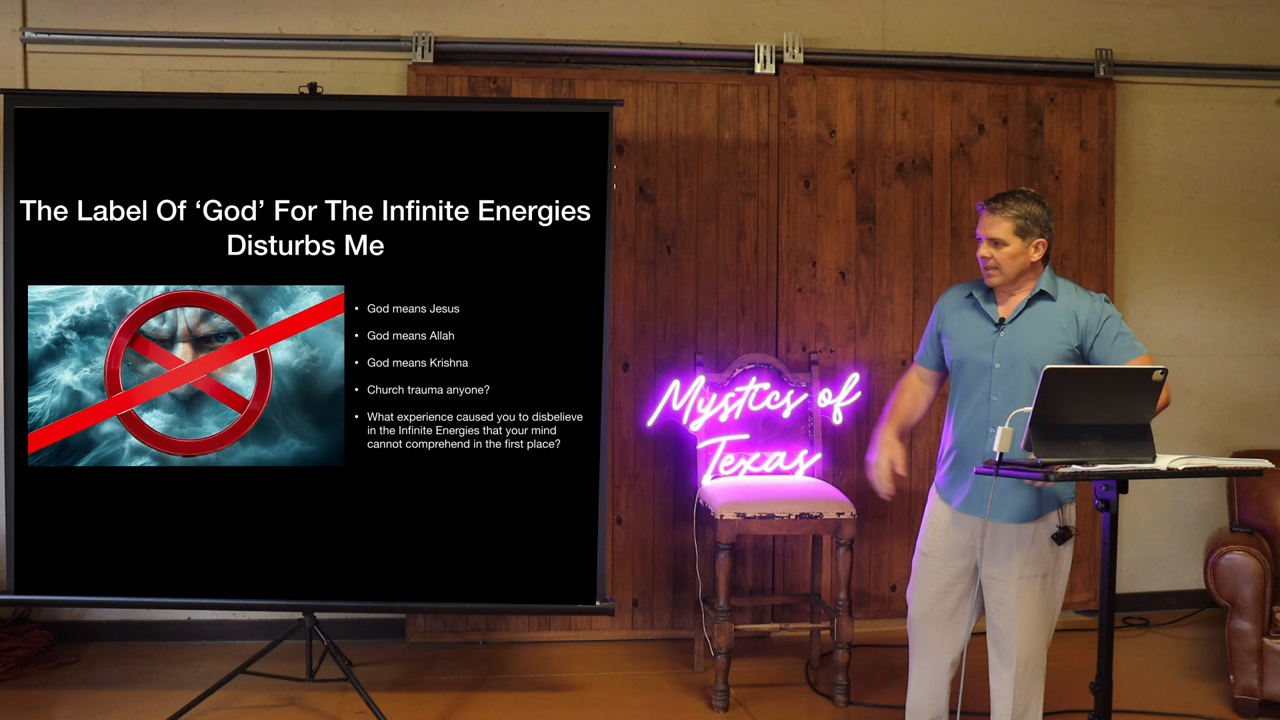 The Label Of ‘God’ For The Infinite Energies
Disturbs Me
• God means Jesus
• God means Allah
• God means Krishna
• Church trauma anyone?
• What experience caused you to disbelieve
in the Infinite Energies that your mind
cannot comprehend in the first place?
Mystics of
Texas